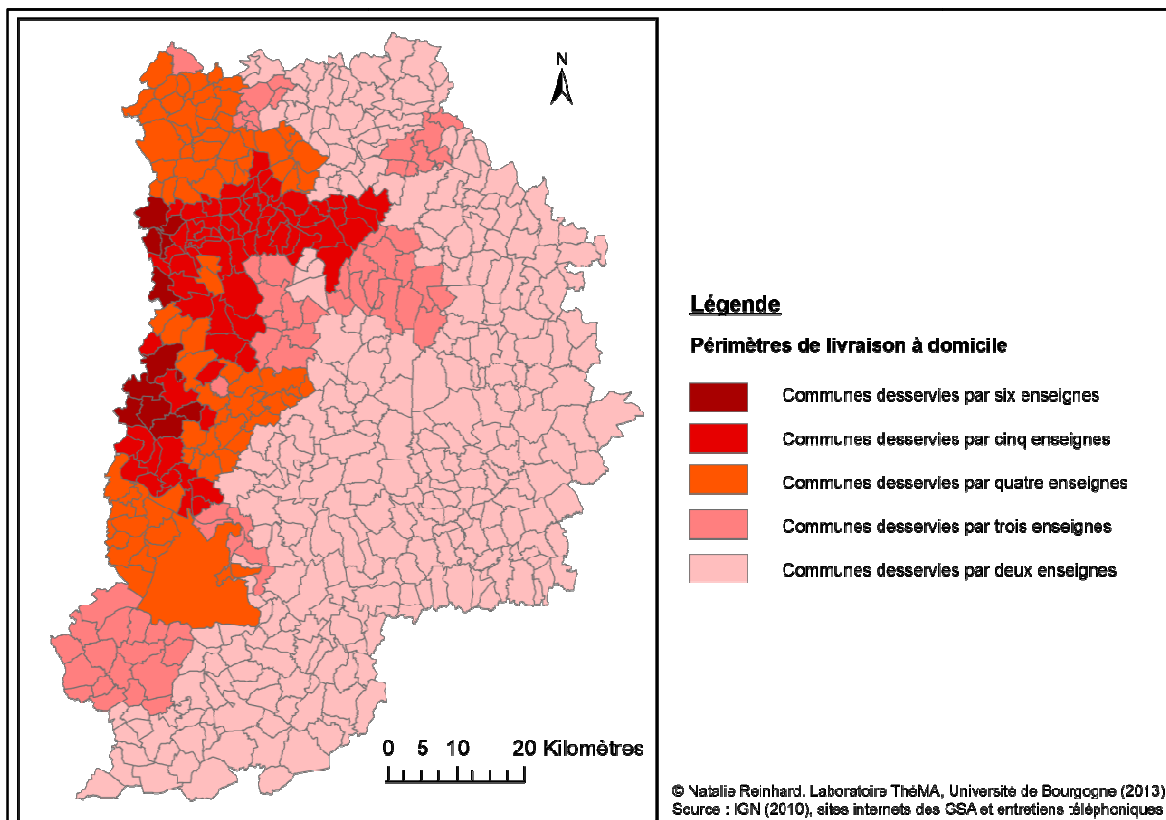 N
Légende
Périmètres de livraison à domicile
Communes desservies par six enseignes
Communes desservies par cinq enseignes
Communes desservies par quatre enseignes
Communes desservies par trois enseignes
Communes desservies par deux enseignes
0 5 10 20 Kilomètres
© Natalie Reinhard. Laboratoire ThéMA, Université de Bourgogne (2013)
Source : IGN (2010), sites internets des GSA et entretiens téléphoniques